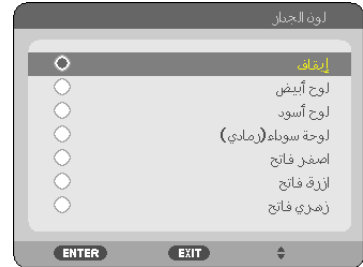 لون الجدار
إيقاف
لوح أبيض
لوح أسود
لوحة سوداء(رمادي)
اصفر فاتح
ازرق فاتح
زهري فاتح
ENTER EXIT